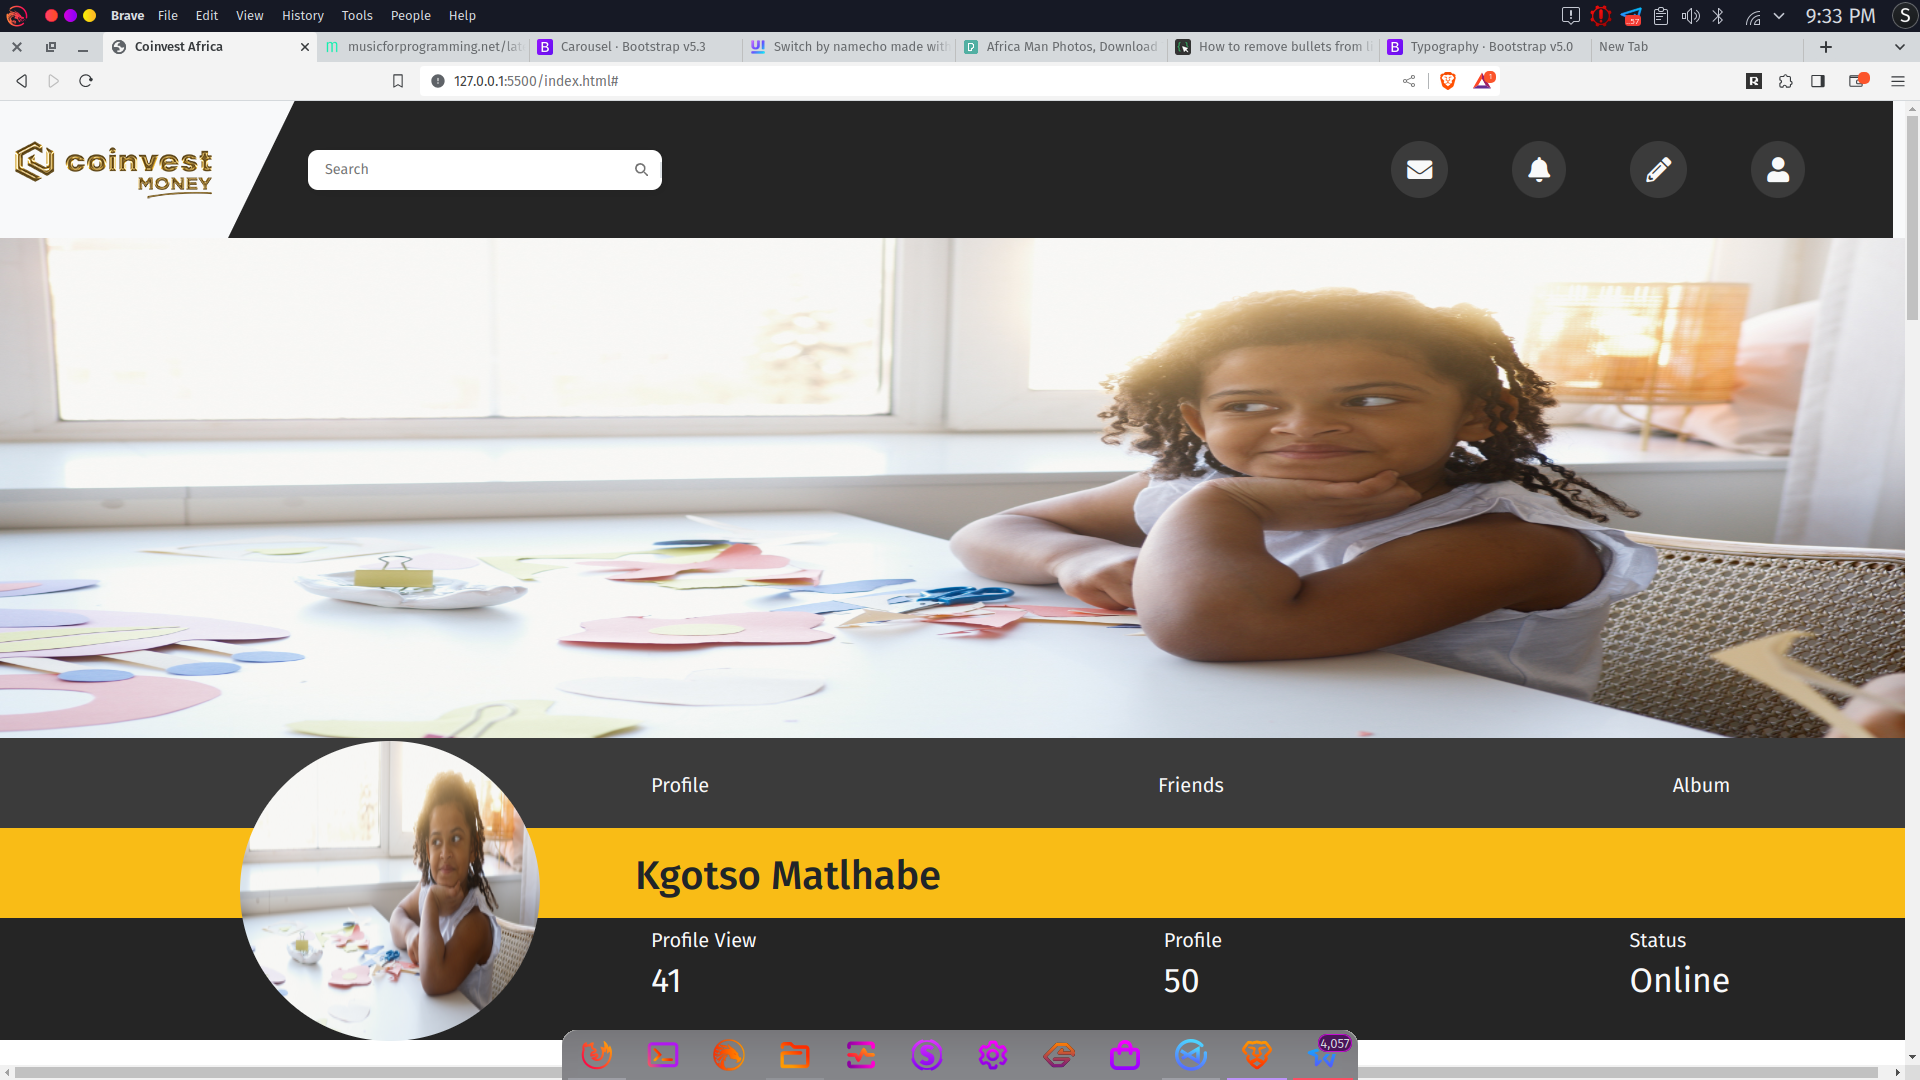 Brave File Edit View History Tools People Help
9:33 PM S
Coinvest Africa
musicforprogramming.net/lat
Carousel · Bootstrap v5.3
Switch by namecho made with
Africa Man Photos, Download
How to remove bullets from li
Typography · Bootstrap v5.0
New Tab
127.0.0.1:5500/index.html#
1
coinvest
MONEY
Search
Profile Friends Album
Kgotso Matlhabe
Profile View Profile Status
41 50 Online
4,057